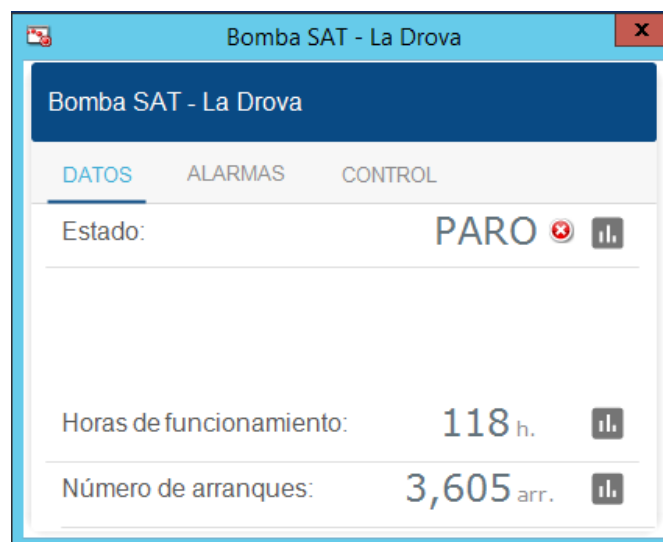 Bomba SAT - La Drova
x
Bomba SAT - La Drova
DATOS ALARMAS CONTROL
Estado: PARO
Horas de funcionamiento: 118 h.
Número de arranques: 3,605 arr.